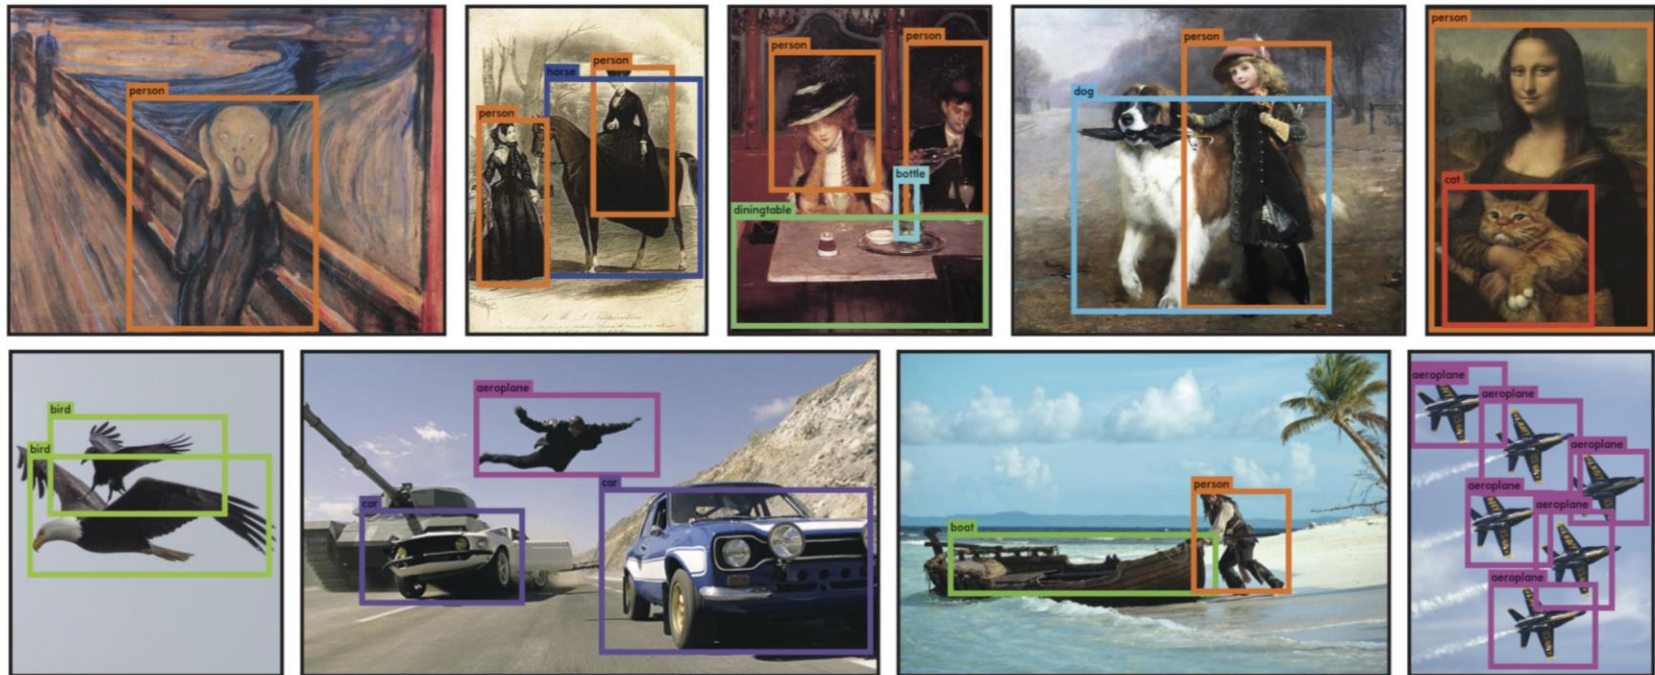 person
person
horse
person
person
person
bottle
diningtable
dog
person
person
cat
bird
bird
aeroplane
car
car
boat
person
aeroplane
aeroplane
aeroplane
aeroplane
aeroplane
aeroplane